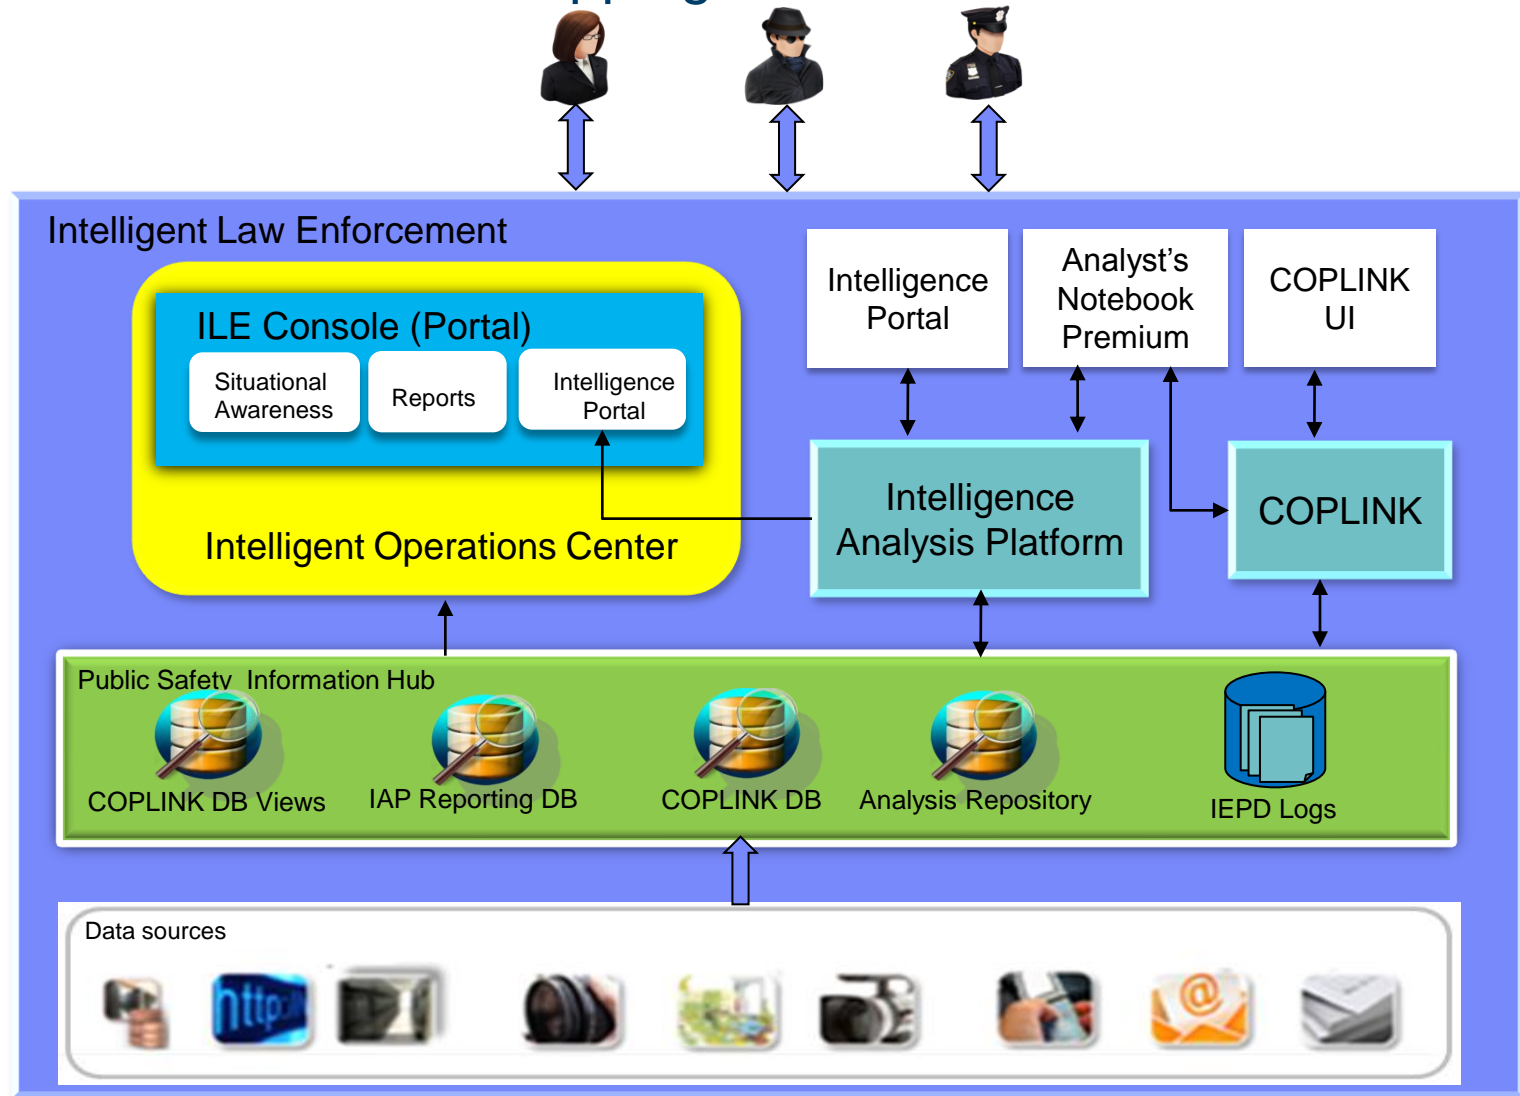 Intelligent Law Enforcement
ILE Console (Portal)
Situational
Awareness
Reports
Intelligence
Portal
Intelligent Operations Center
Intelligence
Portal
Analyst’s
Notebook
Premium
COPLINK
UI
Intelligence
Analysis Platform
COPLINK
Public Safety Information Hub
COPLINK DB Views
IAP Reporting DB
COPLINK DB
Analysis Repository
IEPD Logs
Data sources
http
@